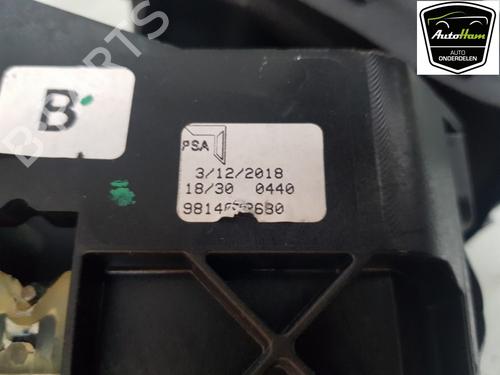 AutoHam
AUTO
ONDERDELEN
B
PSA
3/12/2018
18/30 0440